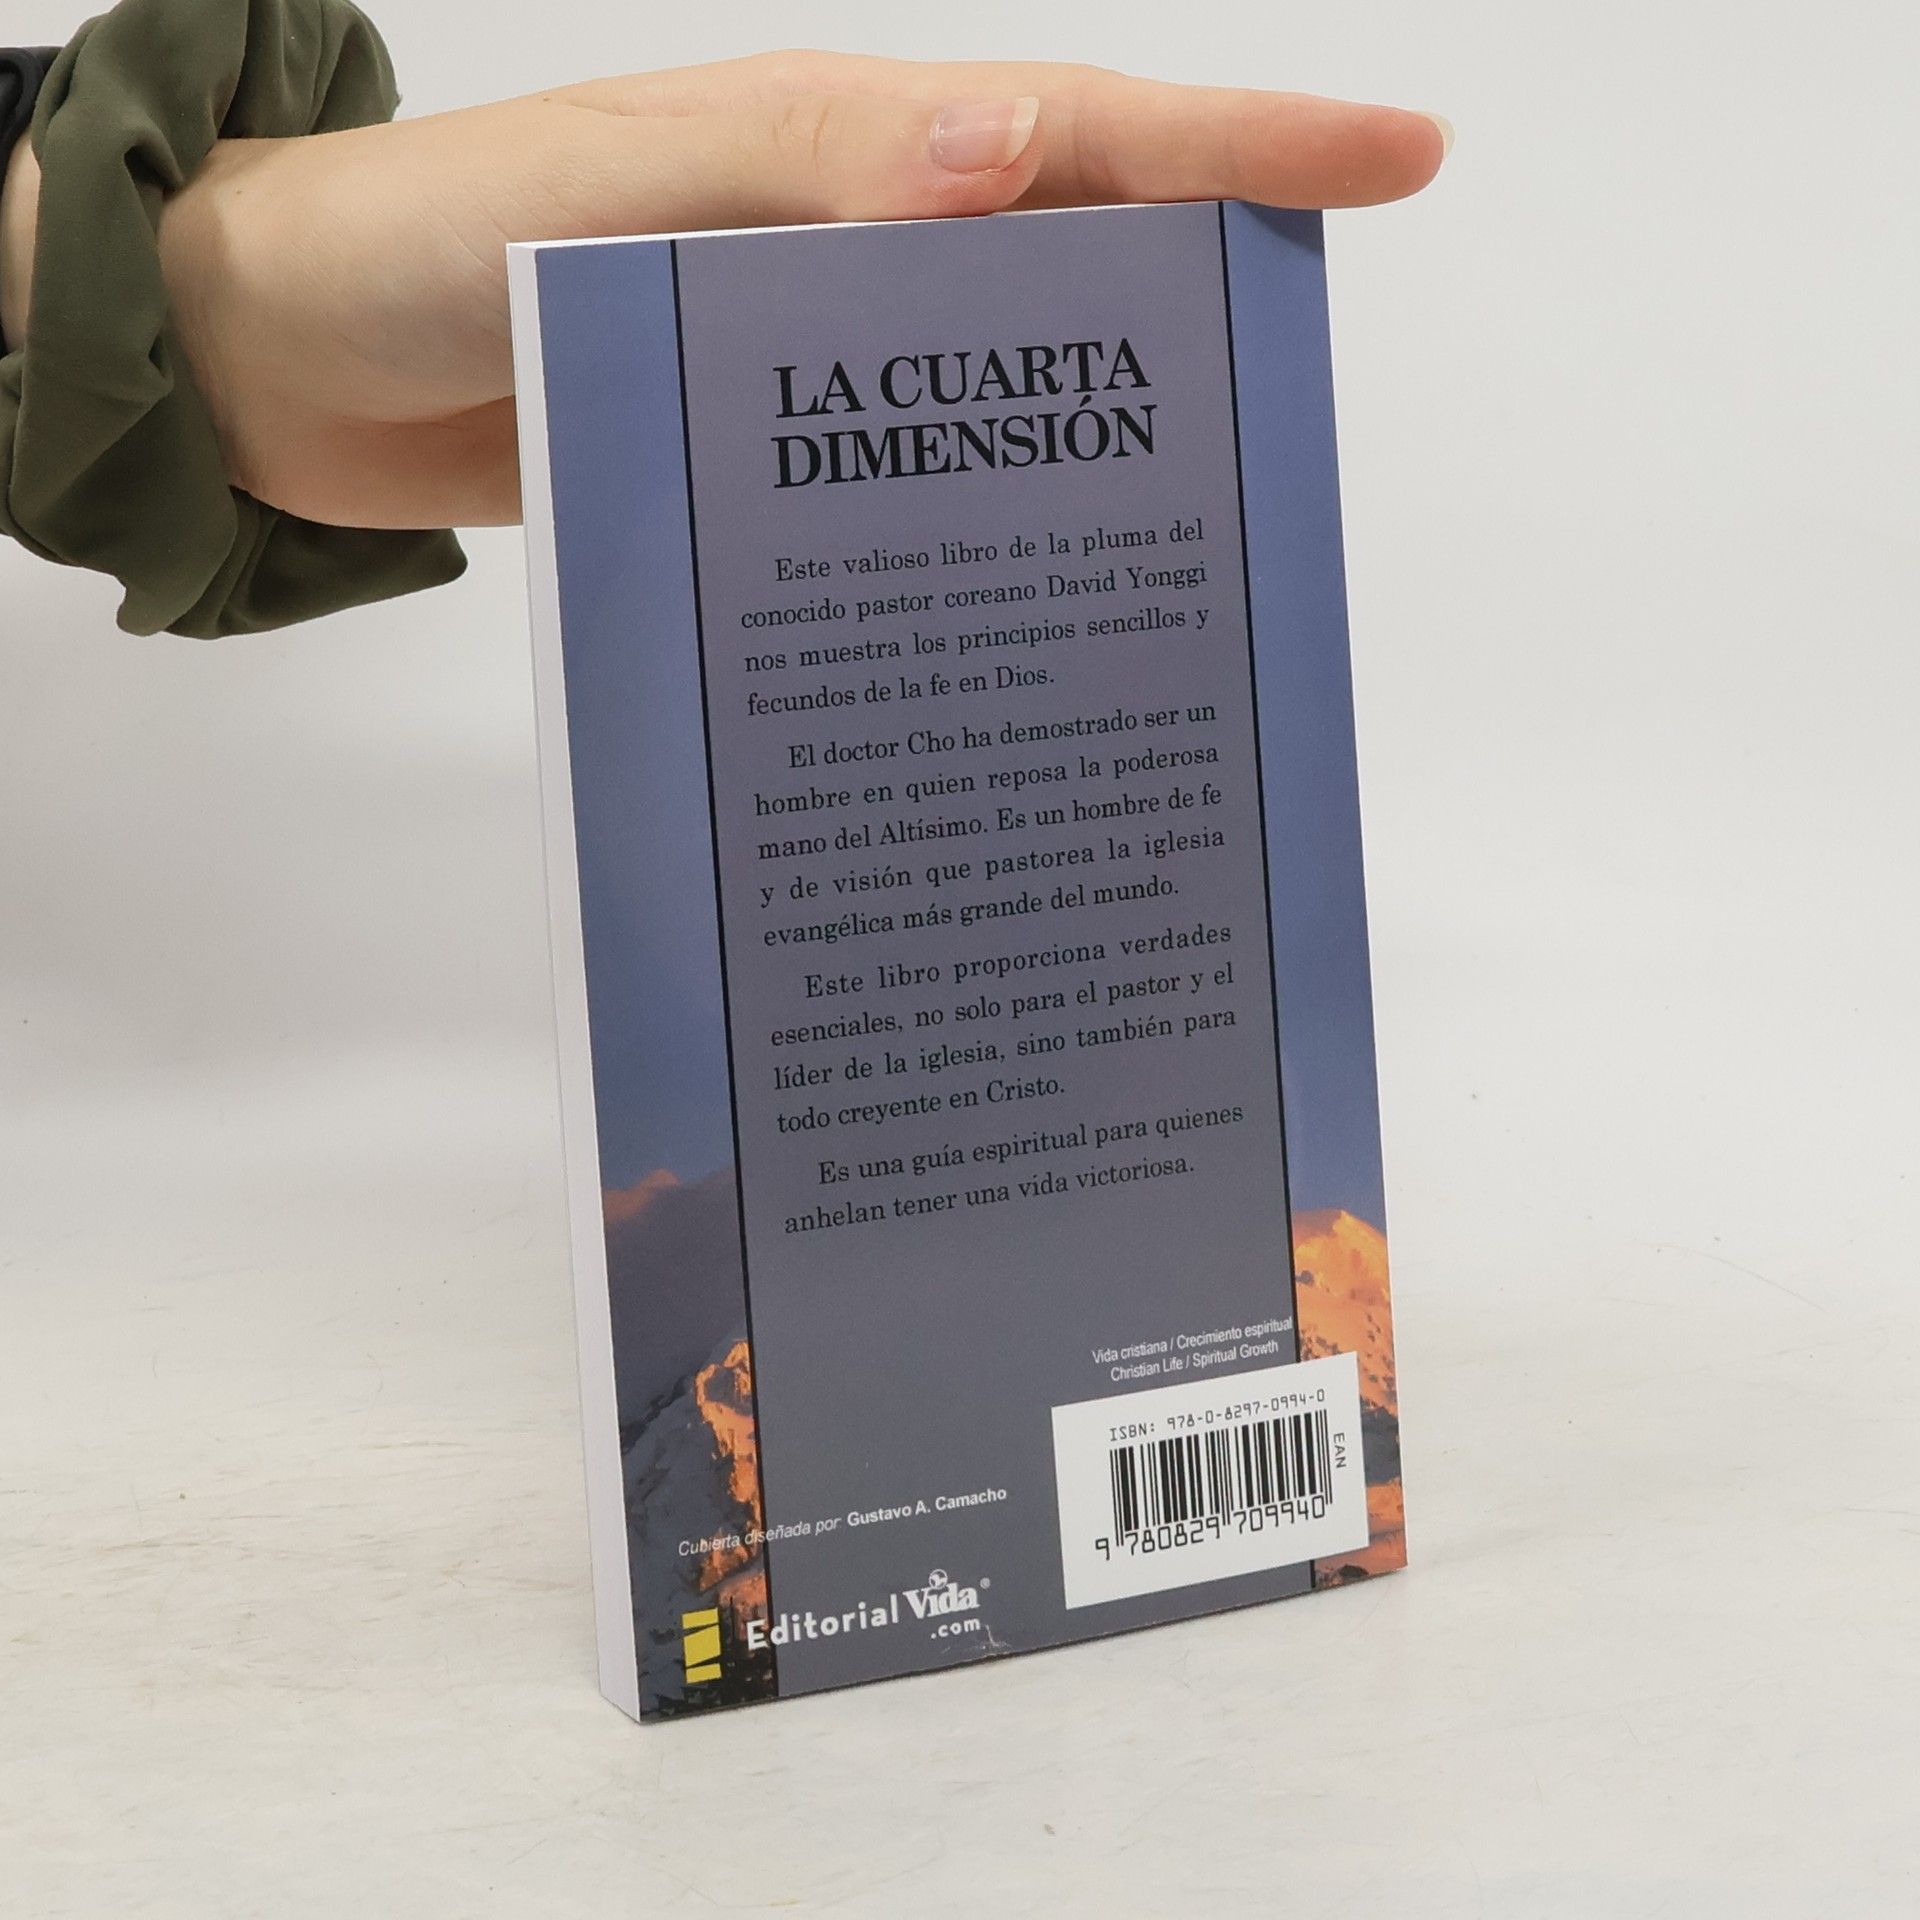 LA CUARTA
DIMENSIÓN
Este valioso libro de la pluma del
conocido pastor coreano David Yonggi
nos muestra los principios sencillos y
fecundos de la fe en Dios.
El doctor Cho ha demostrado ser un
hombre en quien reposa la poderosa
mano del Altísimo. Es un hombre de fe
y de visión que pastorea la iglesia
evangélica más grande del mundo.
Este libro proporciona verdades
esenciales, no solo para el pastor y el
líder de la iglesia, sino también para
todo creyente en Cristo.
Es una guía espiritual para quienes
anhelan tener una vida victoriosa.
Vida cristiana / Crecimiento espiritual
Christian Life / Spiritual Growth
ISBN: 978-0-8297-0994-0
EAN
9 780829 709940
Cubierta diseñada por Gustavo A. Camacho
Editorial Vida®
.com